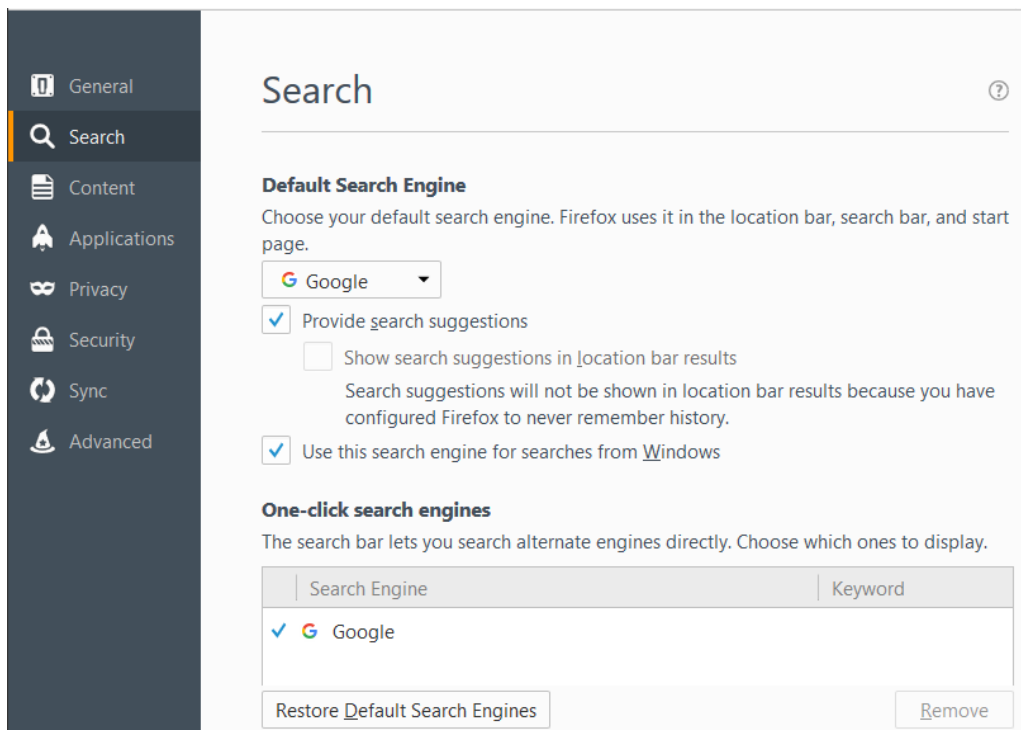 General
Search
Content
Applications
Privacy
Security
Sync
Advanced
Search
?
Default Search Engine
Choose your default search engine. Firefox uses it in the location bar, search bar, and start
page.
G Google
Provide search suggestions
Show search suggestions in location bar results
Search suggestions will not be shown in location bar results because you have
configured Firefox to never remember history.
Use this search engine for searches from Windows
One-click search engines
The search bar lets you search alternate engines directly. Choose which ones to display.
Search Engine Keyword
G Google
Restore Default Search Engines Remove